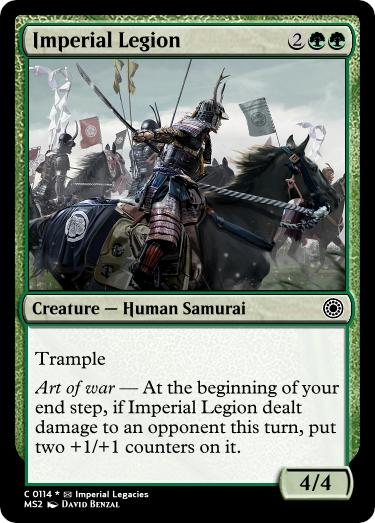 Imperial Legion 2
Creature — Human Samurai
Trample
Art of war — At the beginning of your
end step, if Imperial Legion dealt
damage to an opponent this turn, put
two +1/+1 counters on it.
4/4
C 0114 * Imperial Legacies
MS2 David Benzal